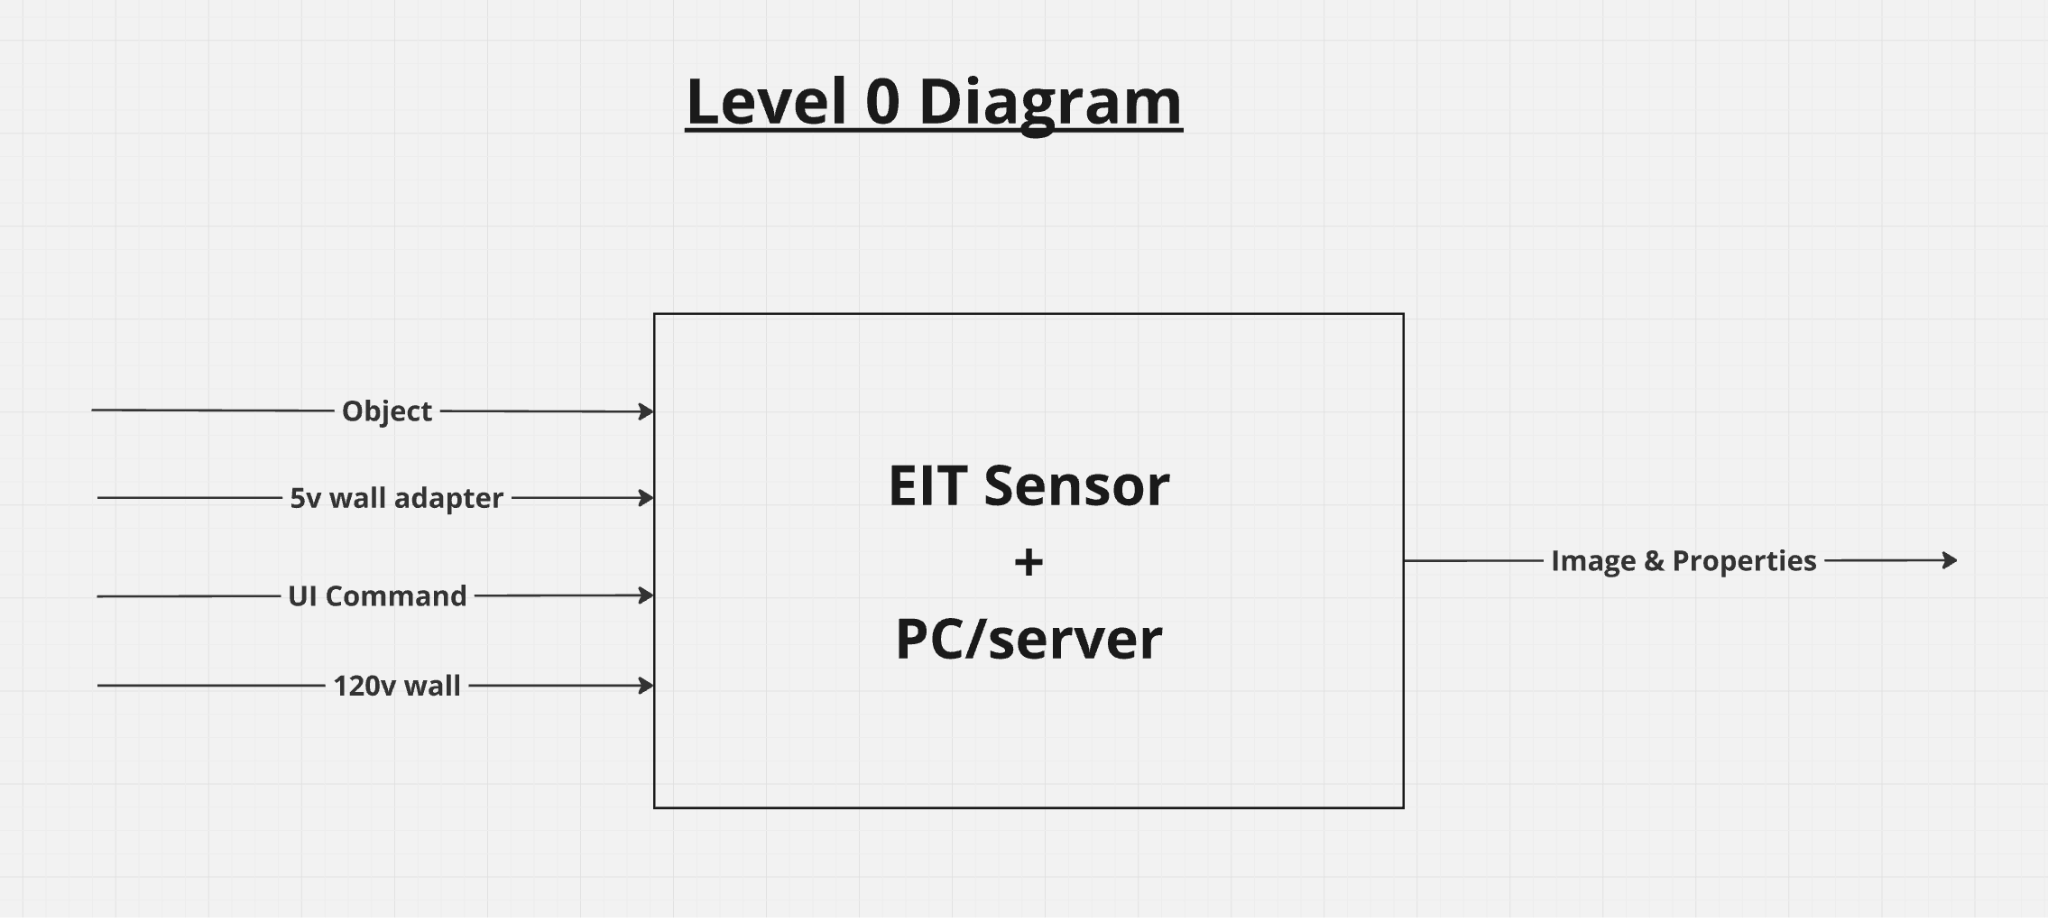 Level 0 Diagram
Object
5v wall adapter
UI Command
120v wall
EIT Sensor
+
PC/server
Image & Properties